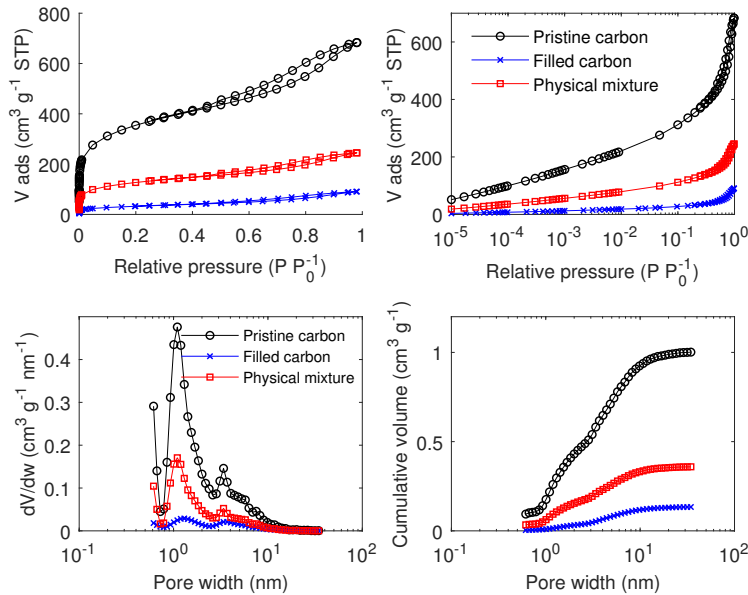 800
600
400
200
0
V ads (cm³ g⁻¹ STP)
0 0.2 0.4 0.6 0.8 1
Relative pressure (P P₀⁻¹)
600
400
200
0
V ads (cm³ g⁻¹ STP)
Pristine carbon
Filled carbon
Physical mixture
10⁻⁵ 10⁻⁴ 10⁻³ 10⁻² 10⁻¹ 10⁰
Relative pressure (P P₀⁻¹)
0.4
0.3
0.2
0.1
0
dV/dw (cm³ g⁻¹ nm⁻¹)
Pristine carbon
Filled carbon
Physical mixture
10⁻¹ 10⁰ 10¹ 10²
Pore width (nm)
1
0.5
0
Cumulative volume (cm³ g⁻¹)
10⁻¹ 10⁰ 10¹ 10²
Pore width (nm)